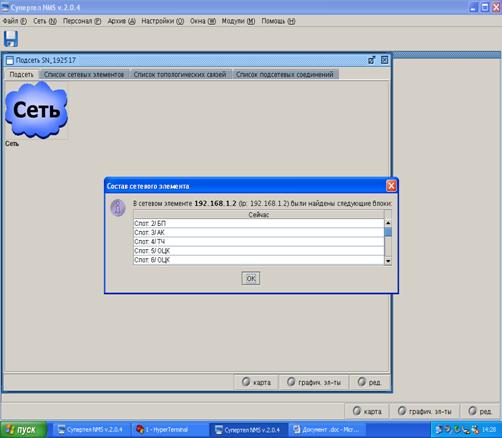 Супертел NMS v.2.0.4
Файл (F) Сеть (N) Персонал (P) Архив (A) Настройки (O) Окна (W) Модули (M) Помощь (H)
Подсеть SN_192517
Подсеть Список сетевых элементов Список топологических связей Список подсетевых соединений
Сеть
Сеть
Состав сетевого элемента
В сетевом элементе 192.168.1.2 (ip: 192.168.1.2) были найдены следующие блоки:
Сейчас
Слот: 2/ БП
Слот: 3/ АК
Слот: 4/ ТЧ
Слот: 5/ ОЦК
Слот: 6/ ОЦК
OK
карта графич. эл-ты ред.
карта графич. эл-ты ред.
пуск Супертел NMS v.2.0.4 1 - HyperTerminal Супертел NMS v.2.0.4 Документ .doc - Micr... 14:28